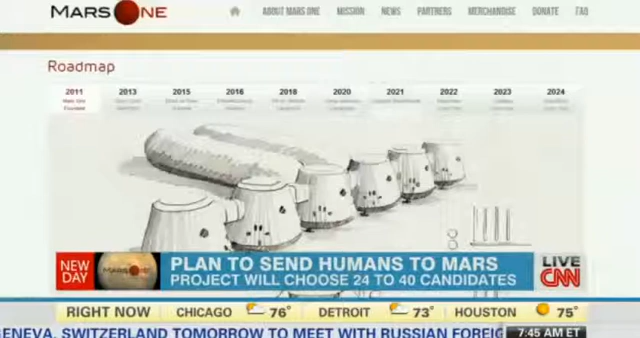 MARS ONE
ABOUT MARS ONE MISSION NEWS PARTNERS MERCHANDISE DONATE FAQ
Roadmap
2011 2013 2015 2016 2018 2020 2021 2022 2023 2024
NEW DAY
MARS ONE
PLAN TO SEND HUMANS TO MARS
PROJECT WILL CHOOSE 24 TO 40 CANDIDATES
LIVE
CNN
RIGHT NOW CHICAGO 76° DETROIT 73° HOUSTON 75°
GENEVA, SWITZERLAND TOMORROW TO MEET WITH RUSSIAN FOREIG
7:45 AM ET